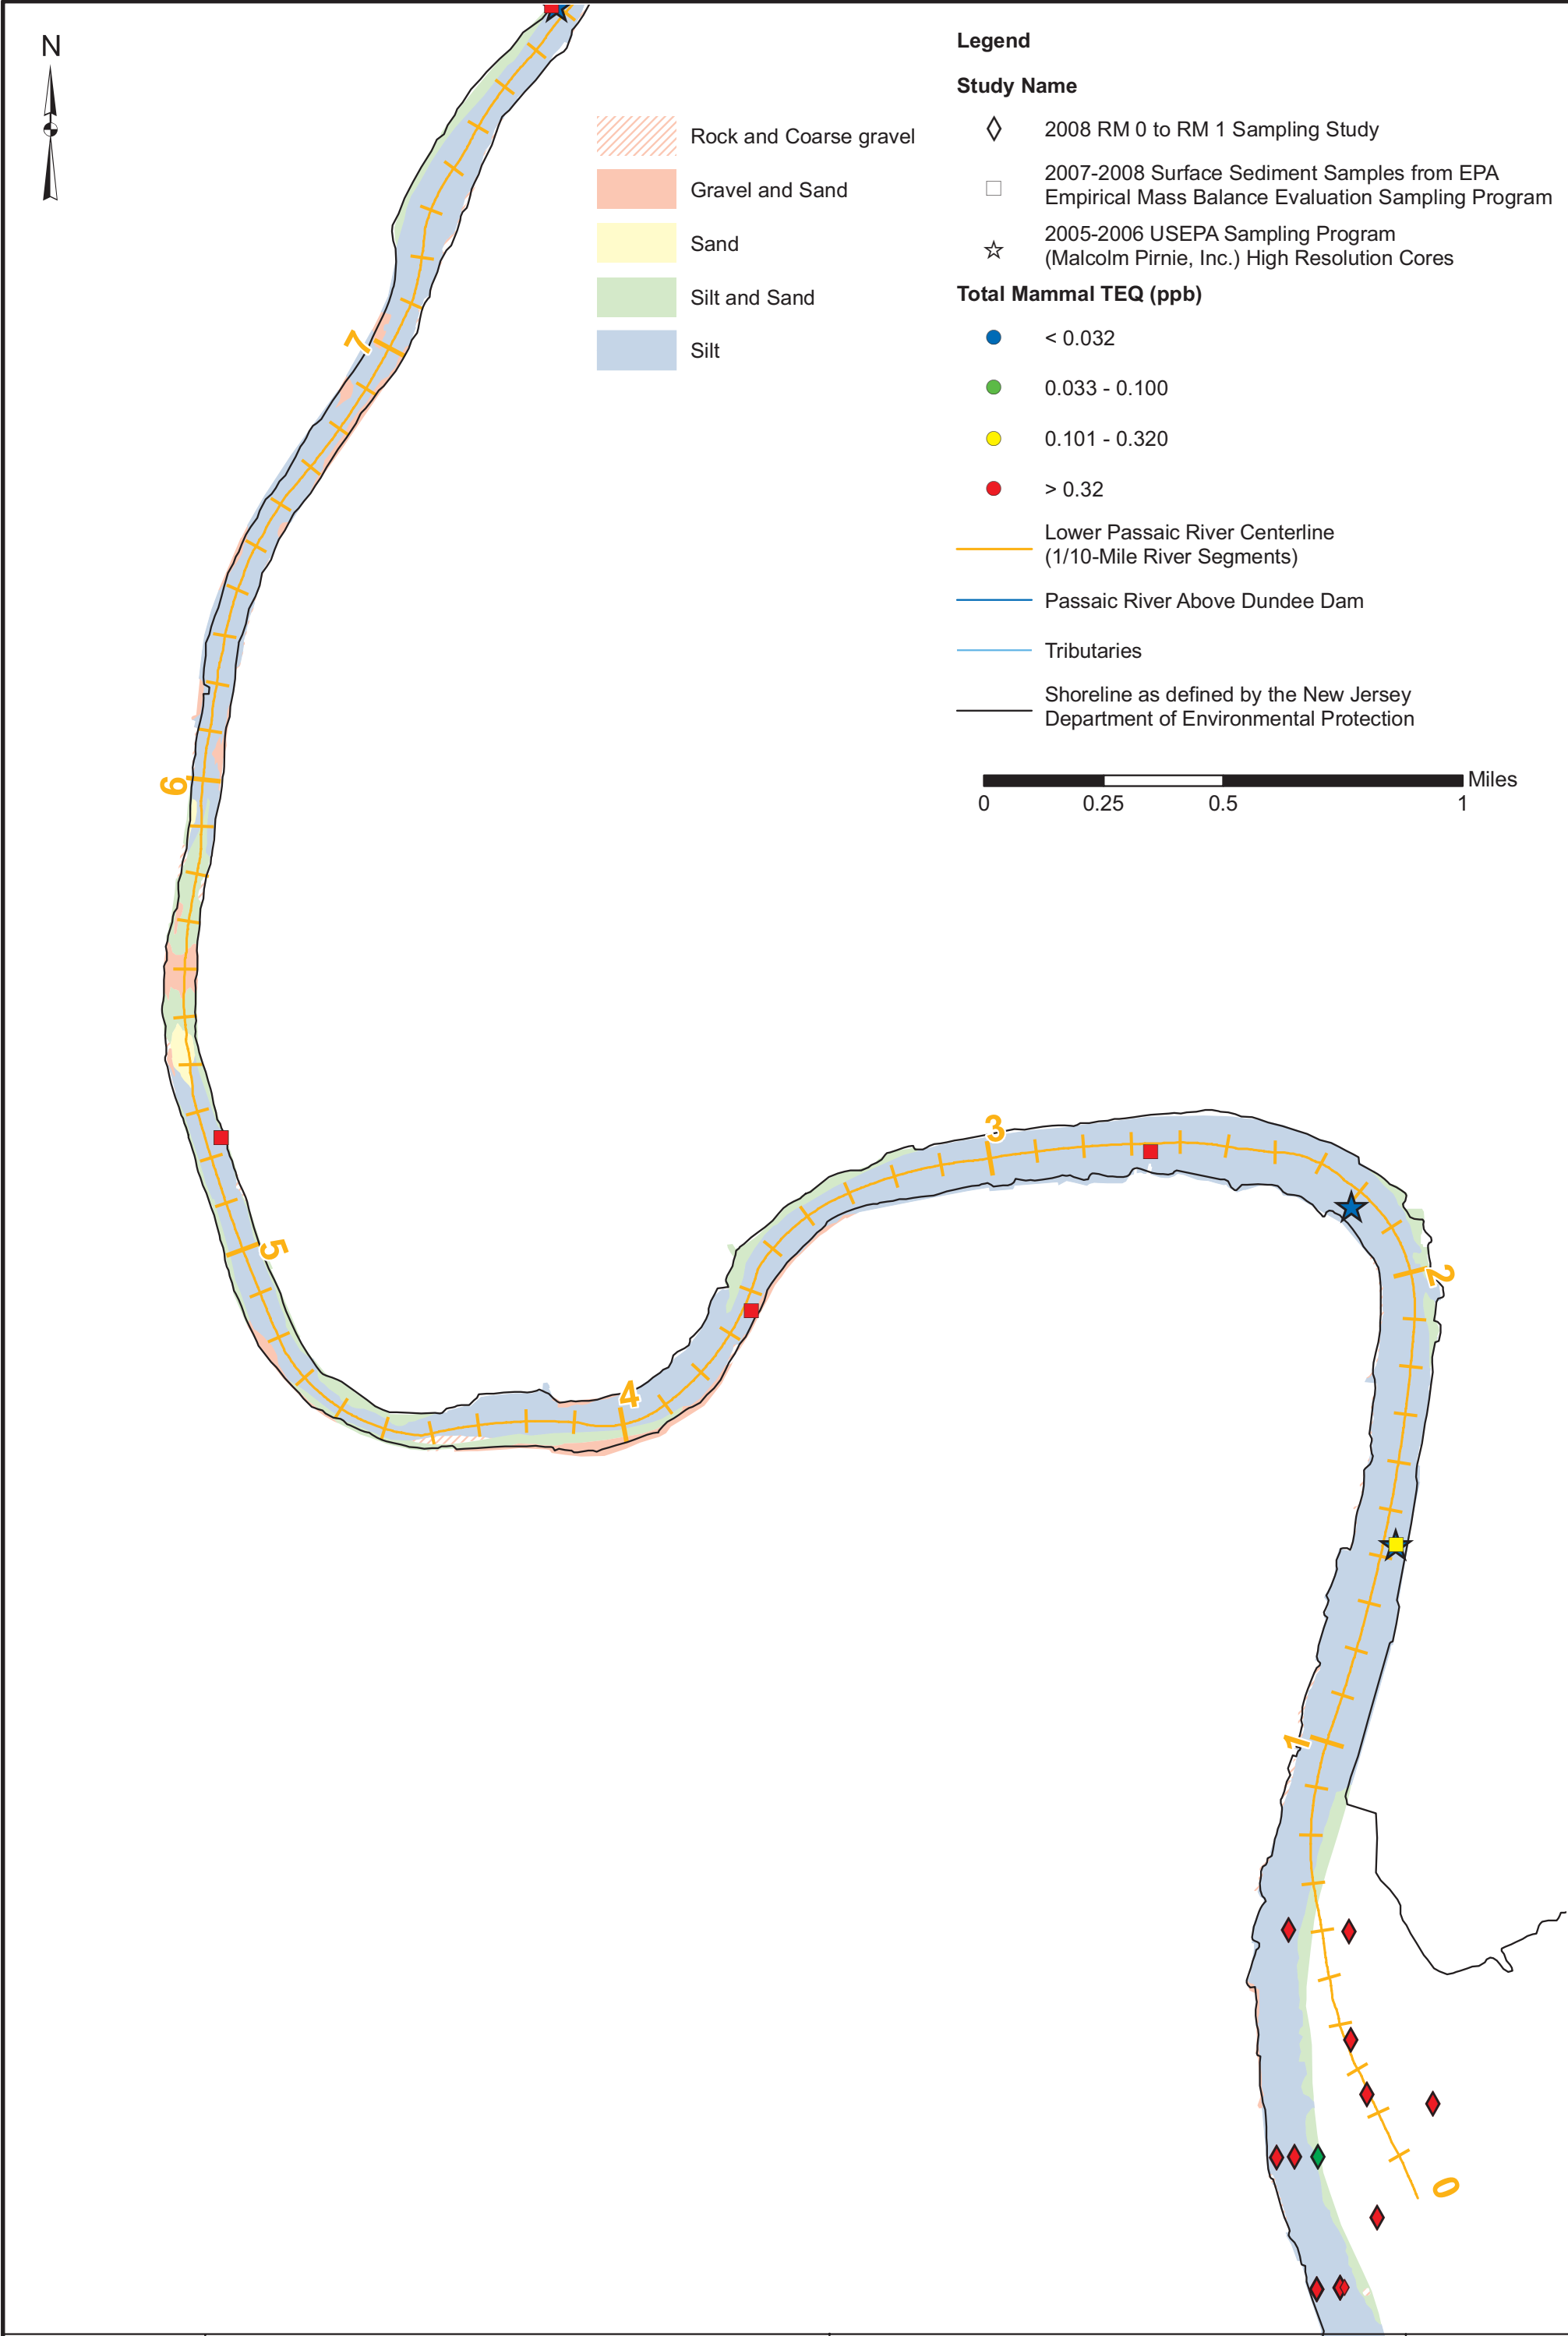 N
Legend
Study Name
2008 RM 0 to RM 1 Sampling Study
2007-2008 Surface Sediment Samples from EPA
Empirical Mass Balance Evaluation Sampling Program
2005-2006 USEPA Sampling Program
(Malcolm Pirnie, Inc.) High Resolution Cores
Total Mammal TEQ (ppb)
< 0.032
0.033 - 0.100
0.101 - 0.320
> 0.32
Lower Passaic River Centerline
(1/10-Mile River Segments)
Passaic River Above Dundee Dam
Tributaries
Shoreline as defined by the New Jersey
Department of Environmental Protection
Miles
0 0.25 0.5 1
Rock and Coarse gravel
Gravel and Sand
Sand
Silt and Sand
Silt
7
6
5
4
3
2
1
0